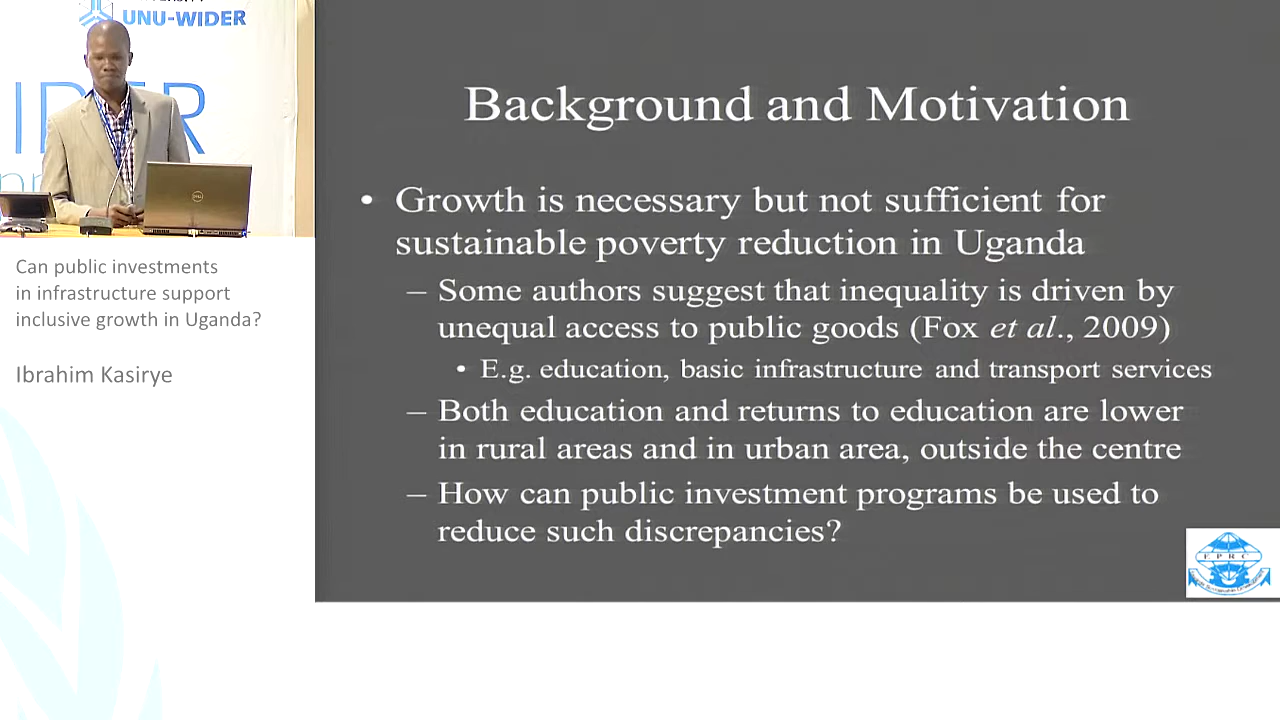 UNU-WIDER
Can public investments
in infrastructure support
inclusive growth in Uganda?
Ibrahim Kasirye
Background and Motivation
• Growth is necessary but not sufficient for
sustainable poverty reduction in Uganda
– Some authors suggest that inequality is driven by
unequal access to public goods (Fox et al., 2009)
• E.g. education, basic infrastructure and transport services
– Both education and returns to education are lower
in rural areas and in urban area, outside the centre
– How can public investment programs be used to
reduce such discrepancies?
EPRC
DELL